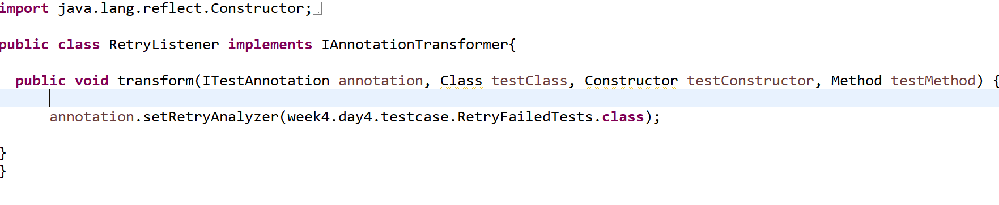 import java.lang.reflect.Constructor;
public class RetryListener implements IAnnotationTransformer{
public void transform(ITestAnnotation annotation, Class testClass, Constructor testConstructor, Method testMethod) {
annotation.setRetryAnalyzer(week4.day4.testcase.RetryFailedTests.class);
}
}